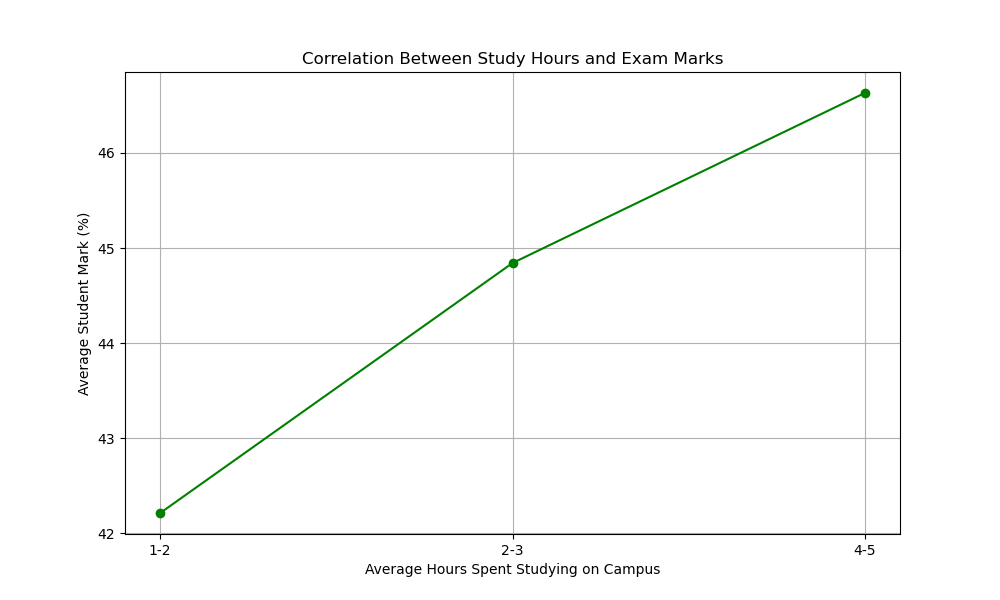 Correlation Between Study Hours and Exam Marks
Average Student Mark (%)
46
45
44
43
42
1-2
2-3
4-5
Average Hours Spent Studying on Campus